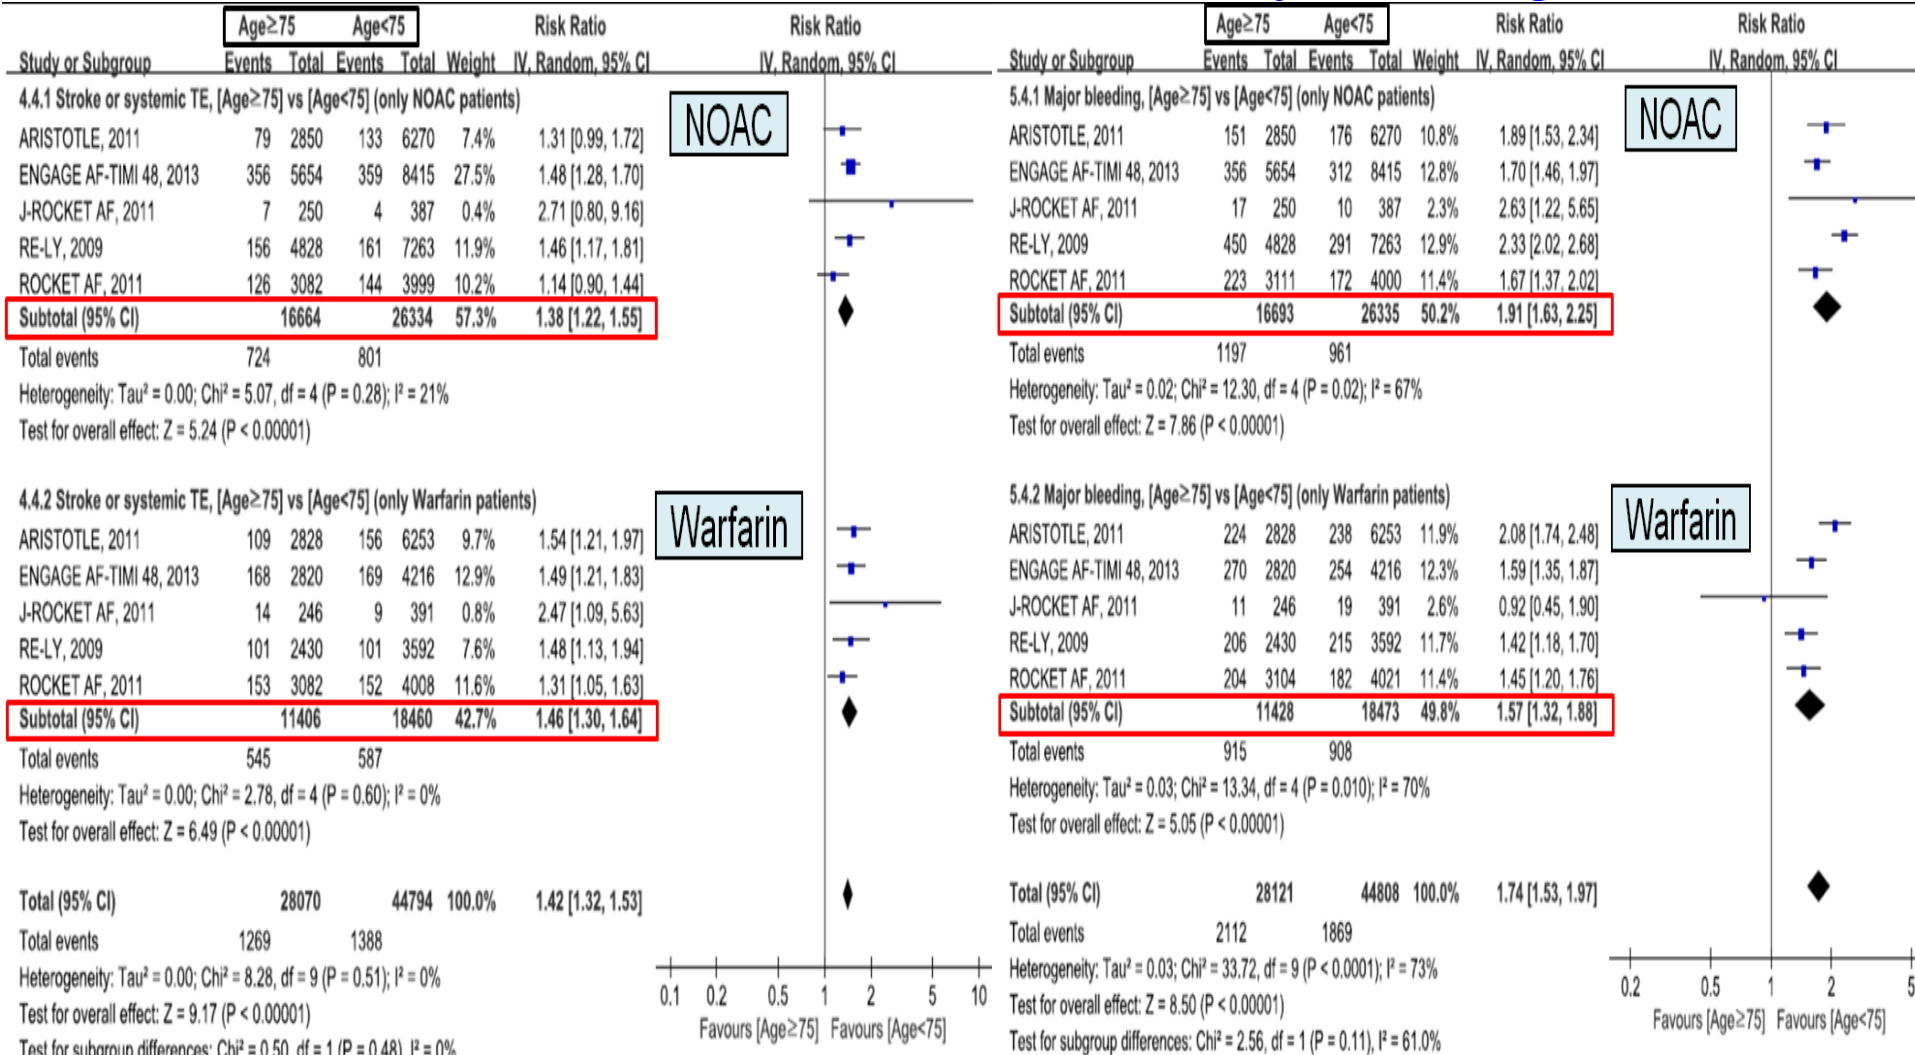 Age≥75 Age<75 Risk Ratio Risk Ratio
Study or Subgroup Events Total Events Total Weight IV, Random, 95% CI IV, Random, 95% CI
4.4.1 Stroke or systemic TE, [Age≥75] vs [Age<75] (only NOAC patients)
NOAC
ARISTOTLE, 2011 79 2850 133 6270 7.4% 1.31 [0.99, 1.72]
ENGAGE AF-TIMI 48, 2013 356 5654 359 8415 27.5% 1.48 [1.28, 1.70]
J-ROCKET AF, 2011 7 250 4 387 0.4% 2.71 [0.80, 9.16]
RE-LY, 2009 156 4828 161 7263 11.9% 1.46 [1.17, 1.81]
ROCKET AF, 2011 126 3082 144 3999 10.2% 1.14 [0.90, 1.44]
Subtotal (95% CI) 16664 26334 57.3% 1.38 [1.22, 1.55]
Total events 724 801
Heterogeneity: Tau² = 0.00; Chi² = 5.07, df = 4 (P = 0.28); I² = 21%
Test for overall effect: Z = 5.24 (P < 0.00001)
4.4.2 Stroke or systemic TE, [Age≥75] vs [Age<75] (only Warfarin patients)
Warfarin
ARISTOTLE, 2011 109 2828 156 6253 9.7% 1.54 [1.21, 1.97]
ENGAGE AF-TIMI 48, 2013 168 2820 169 4216 12.9% 1.49 [1.21, 1.83]
J-ROCKET AF, 2011 14 246 9 391 0.8% 2.47 [1.09, 5.63]
RE-LY, 2009 101 2430 101 3592 7.6% 1.48 [1.13, 1.94]
ROCKET AF, 2011 153 3082 152 4008 11.6% 1.31 [1.05, 1.63]
Subtotal (95% CI) 11406 18460 42.7% 1.46 [1.30, 1.64]
Total events 545 587
Heterogeneity: Tau² = 0.00; Chi² = 2.78, df = 4 (P = 0.60); I² = 0%
Test for overall effect: Z = 6.49 (P < 0.00001)
Total (95% CI) 28070 44794 100.0% 1.42 [1.32, 1.53]
Total events 1269 1388
Heterogeneity: Tau² = 0.00; Chi² = 8.28, df = 9 (P = 0.51); I² = 0%
Test for overall effect: Z = 9.17 (P < 0.00001)
Test for subgroup differences: Chi² = 0.50, df = 1 (P = 0.48), I² = 0%
0.1 0.2 0.5 1 2 5 10
Favours [Age≥75] Favours [Age<75]
Age≥75 Age<75 Risk Ratio Risk Ratio
Study or Subgroup Events Total Events Total Weight IV, Random, 95% CI IV, Random, 95% CI
5.4.1 Major bleeding, [Age≥75] vs [Age<75] (only NOAC patients)
NOAC
ARISTOTLE, 2011 151 2850 176 6270 10.8% 1.89 [1.53, 2.34]
ENGAGE AF-TIMI 48, 2013 356 5654 312 8415 12.8% 1.70 [1.46, 1.97]
J-ROCKET AF, 2011 17 250 10 387 2.3% 2.63 [1.22, 5.65]
RE-LY, 2009 450 4828 291 7263 12.9% 2.33 [2.02, 2.68]
ROCKET AF, 2011 223 3111 172 4000 11.4% 1.67 [1.37, 2.02]
Subtotal (95% CI) 16693 26335 50.2% 1.91 [1.63, 2.25]
Total events 1197 961
Heterogeneity: Tau² = 0.02; Chi² = 12.30, df = 4 (P = 0.02); I² = 67%
Test for overall effect: Z = 7.86 (P < 0.00001)
5.4.2 Major bleeding, [Age≥75] vs [Age<75] (only Warfarin patients)
Warfarin
ARISTOTLE, 2011 224 2828 238 6253 11.9% 2.08 [1.74, 2.48]
ENGAGE AF-TIMI 48, 2013 270 2820 254 4216 12.3% 1.59 [1.35, 1.87]
J-ROCKET AF, 2011 11 246 19 391 2.6% 0.92 [0.45, 1.90]
RE-LY, 2009 206 2430 215 3592 11.7% 1.42 [1.18, 1.70]
ROCKET AF, 2011 204 3104 182 4021 11.4% 1.45 [1.20, 1.76]
Subtotal (95% CI) 11428 18473 49.8% 1.57 [1.32, 1.88]
Total events 915 908
Heterogeneity: Tau² = 0.03; Chi² = 13.34, df = 4 (P = 0.010); I² = 70%
Test for overall effect: Z = 5.05 (P < 0.00001)
Total (95% CI) 28121 44808 100.0% 1.74 [1.53, 1.97]
Total events 2112 1869
Heterogeneity: Tau² = 0.03; Chi² = 33.72, df = 9 (P < 0.0001); I² = 73%
Test for overall effect: Z = 8.50 (P < 0.00001)
Test for subgroup differences: Chi² = 2.56, df = 1 (P = 0.11), I² = 61.0%
0.2 0.5 1 2 5
Favours [Age≥75] Favours [Age<75]